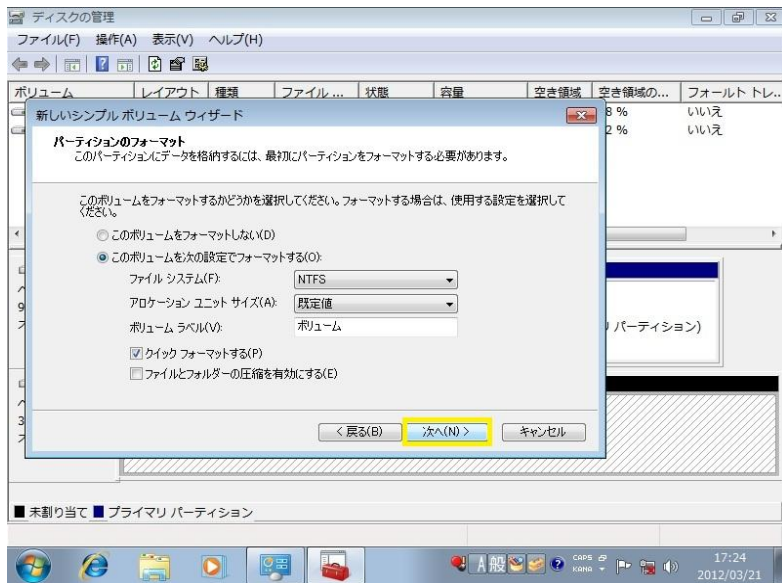 ディスクの管理
ファイル(F) 操作(A) 表示(V) ヘルプ(H)
ボリューム レイアウト 種類 ファイル ... 状態 容量 空き領域 空き領域の... フォールト トレ..
8 % いいえ
2 % いいえ
新しいシンプル ボリューム ウィザード
パーティションのフォーマット
このパーティションにデータを格納するには、最初にパーティションをフォーマットする必要があります。
このボリュームをフォーマットするかどうかを選択してください。フォーマットする場合は、使用する設定を選択して
ください。
このボリュームをフォーマットしない(D)
このボリュームを次の設定でフォーマットする(O):
ファイル システム(F): NTFS
アロケーション ユニット サイズ(A): 既定値
ボリューム ラベル(V): ボリューム
クイック フォーマットする(P)
ファイルとフォルダーの圧縮を有効にする(E)
< 戻る(B) 次へ(N) > キャンセル
パーティション)
未割り当て プライマリ パーティション
A 般 CAPS KANA 17:24
2012/03/21